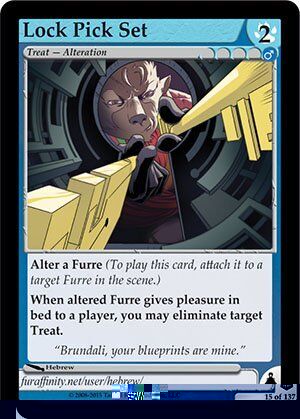 Lock Pick Set
2
Treat — Alteration
Alter a Furre (To play this card, attach it to
a target Furre in the scene.)
When altered Furre gives pleasure in
bed to a player, you may eliminate target
Treat.
"Brundali, your blueprints are mine."
Hebrew
furaffinity.net/user/hebrew/
15 of 137